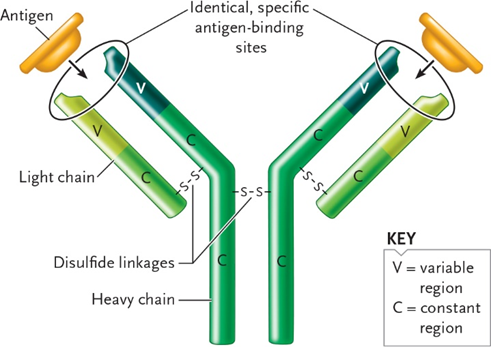 Antigen
Identical, specific
antigen-binding
sites
V
V
V
V
C
C
Light chain
C
C
S-S
S-S
S-S
Disulfide linkages
C
C
Heavy chain
KEY
V = variable
region
C = constant
region